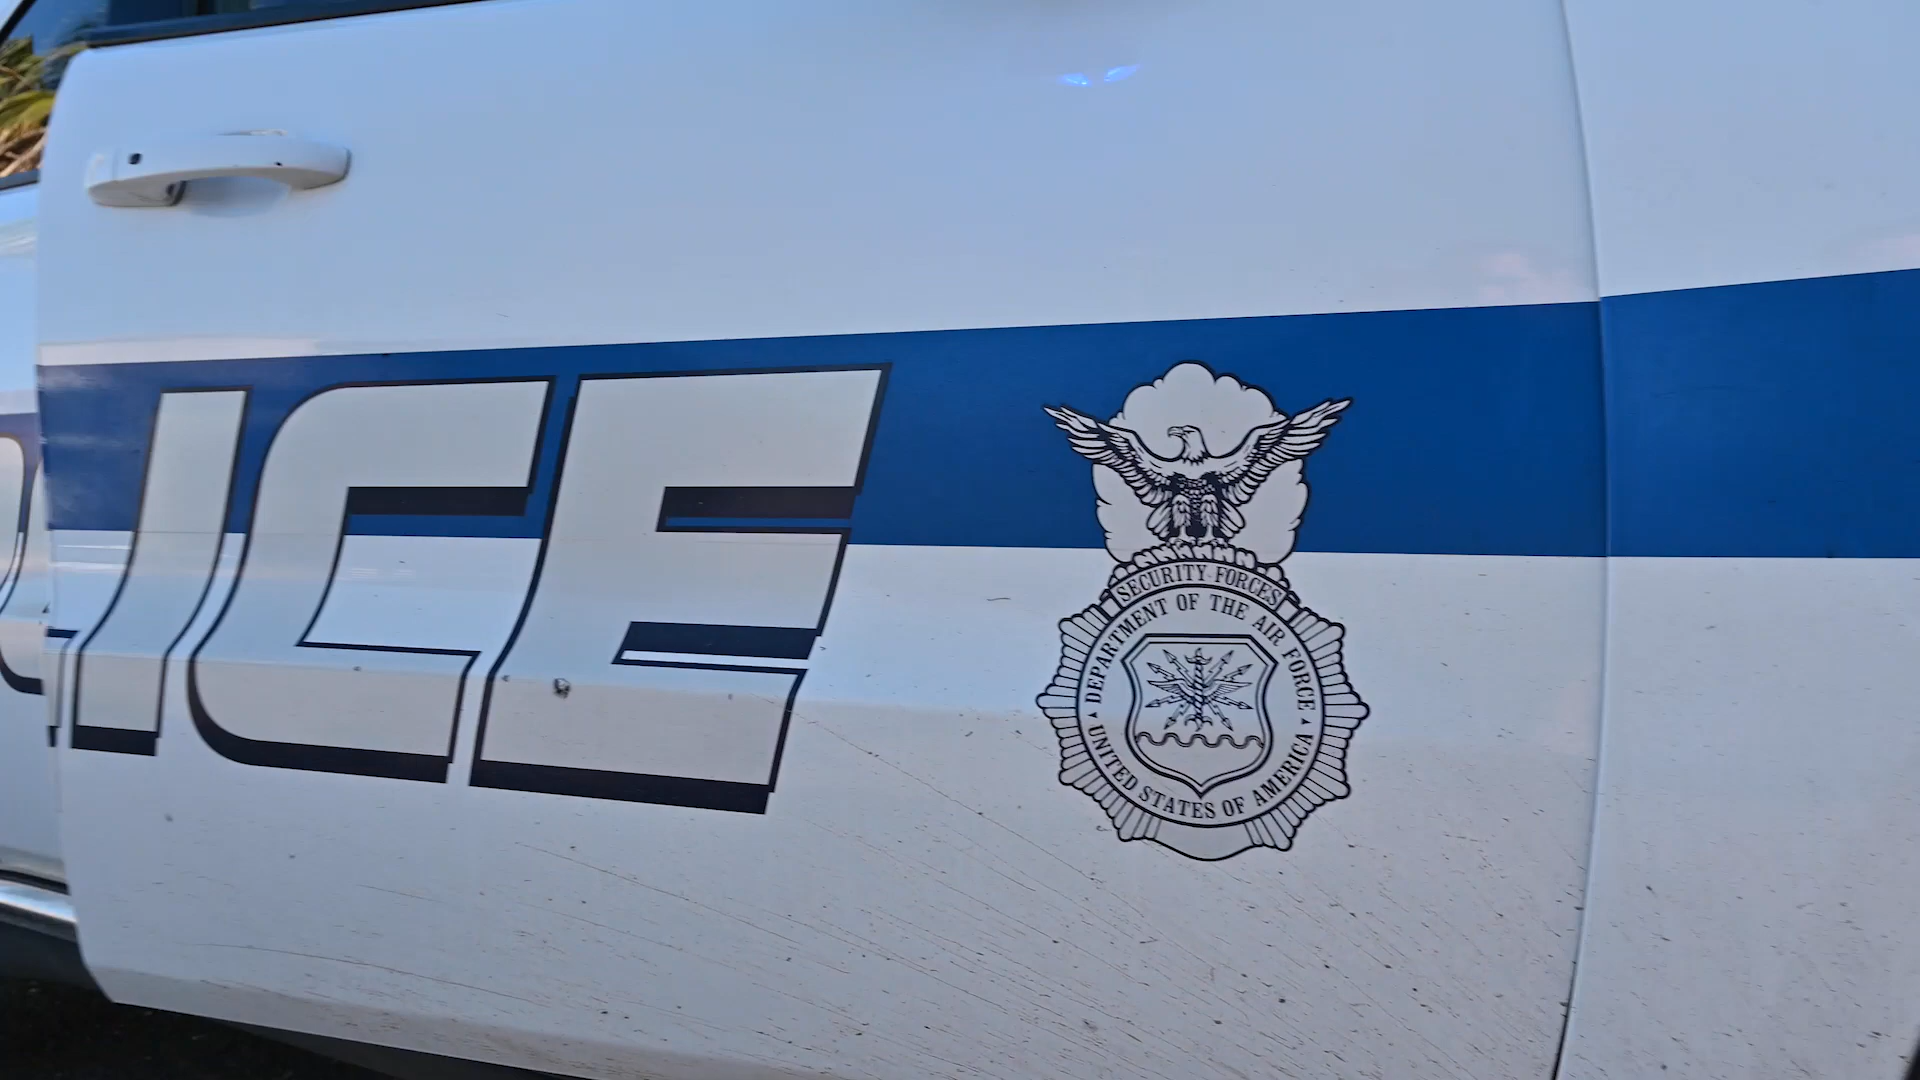 ICE
SECURITY FORCES
DEPARTMENT OF THE AIR FORCE
UNITED STATES OF AMERICA